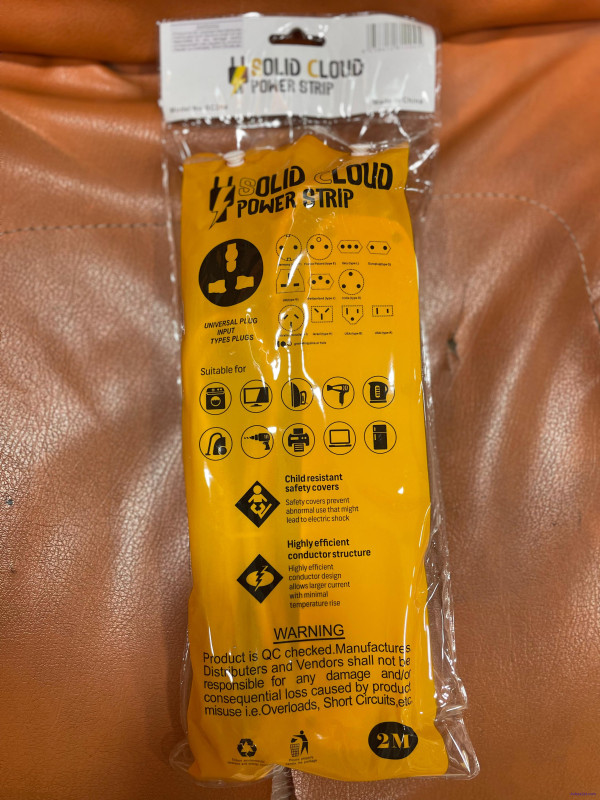 SOLID CLOUD
POWER STRIP
Made in China
SOLID CLOUD
POWER STRIP
UNIVERSAL PLUG
INPUT
TYPES PLUGS
Suitable for
Child resistant
safety covers
Safety covers prevent
abnormal use that might
lead to electric shock
Highly efficient
conductor structure
Highly efficient
conductor design
allows larger current
with minimal
temperature rise
WARNING
Product is QC checked.Manufactures
Distributers and Vendors shall not be
responsible for any damage and/or
consequential loss caused by product
misuse i.e.Overloads, Short Circuits,etc
2M